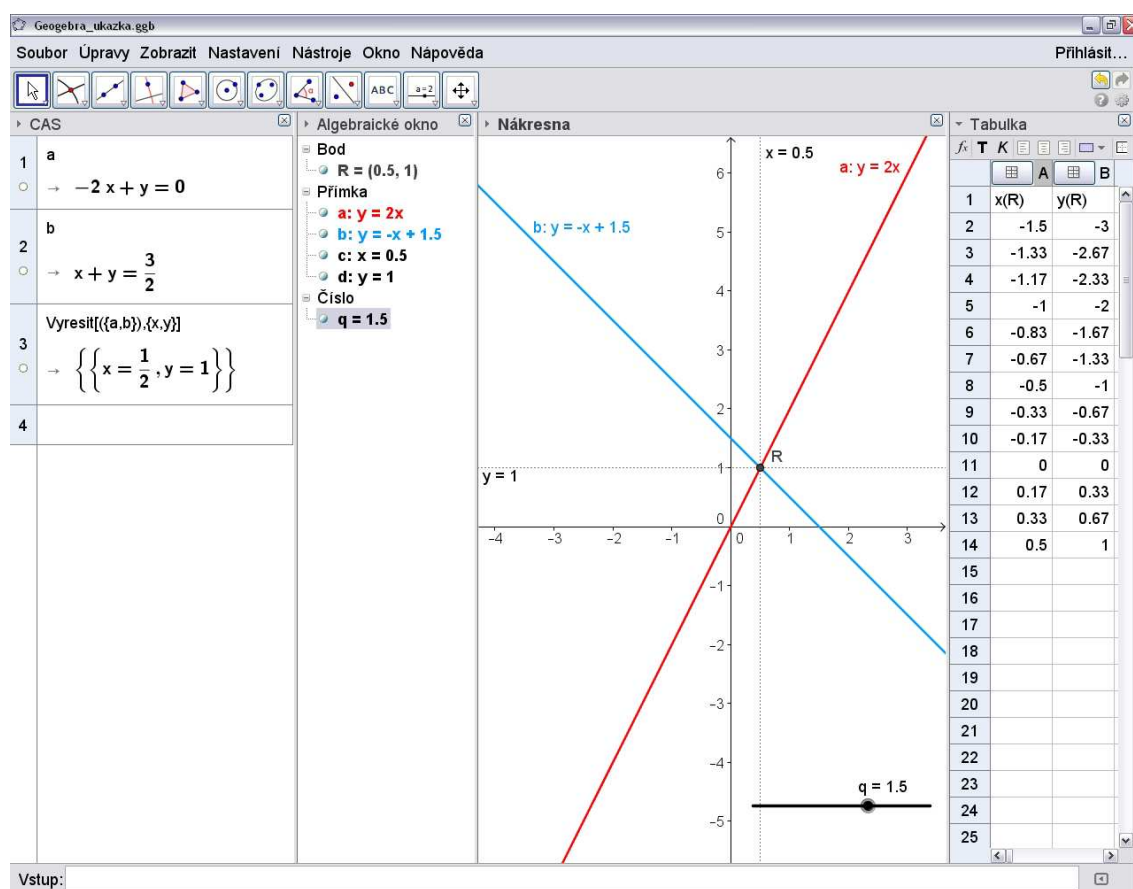 Geogebra_ukazka.ggb
Soubor Úpravy Zobrazit Nastavení Nástroje Okno Nápověda Přihlásit...
ABC a=2
CAS
1 a
→ −2 x + y = 0
2 b
→ x + y = 3/2
3 Vyresit[({a,b}),{x,y}]
→ {{x = 1/2 , y = 1}}
4
Algebraické okno
Bod
R = (0.5, 1)
Přímka
a: y = 2x
b: y = -x + 1.5
c: x = 0.5
d: y = 1
Číslo
q = 1.5
Nákresna
x = 0.5
a: y = 2x
b: y = -x + 1.5
R
y = 1
6
5
4
3
2
1
0
−4 −3 −2 −1 0 1 2 3
−1
−2
−3
−4
−5
q = 1.5
Tabulka
fx T K
A B
1 x(R) y(R)
2 -1.5 -3
3 -1.33 -2.67
4 -1.17 -2.33
5 -1 -2
6 -0.83 -1.67
7 -0.67 -1.33
8 -0.5 -1
9 -0.33 -0.67
10 -0.17 -0.33
11 0 0
12 0.17 0.33
13 0.33 0.67
14 0.5 1
15
16
17
18
19
20
21
22
23
24
25
Vstup: